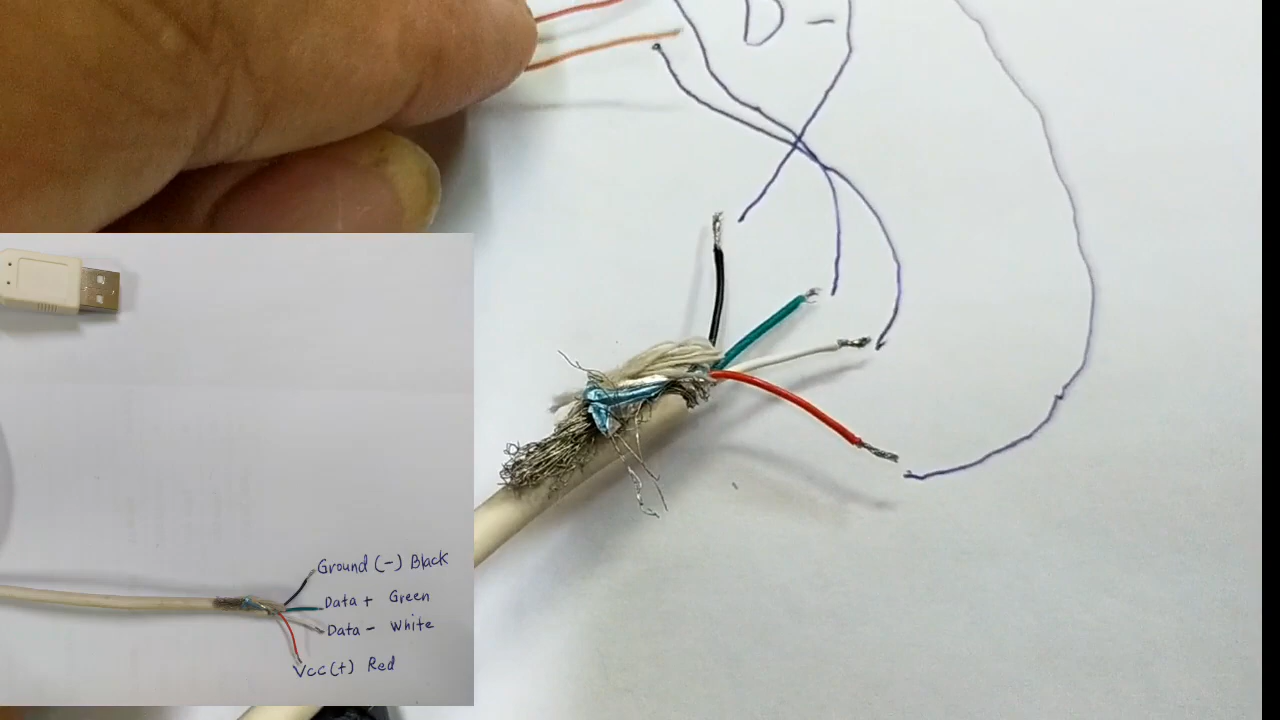 D -
Ground (-) Black
Data + Green
Data - White
Vcc (+) Red